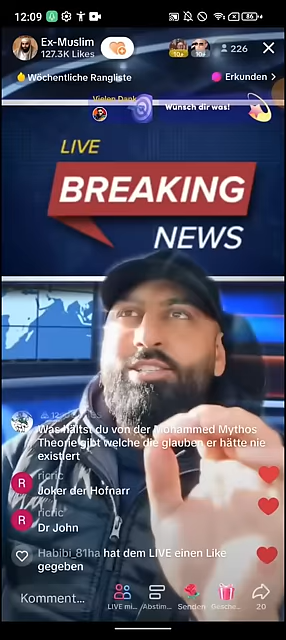 12:09
86
Ex-Muslim
127.3K Likes
226
Wöchentliche Rangliste
Erkunden
Vielen Dank
Wünsch dir was!
LIVE
BREAKING
NEWS
Was hältst du von der Mohammed Mythos
Theorie gibt welche die glauben er hätte nie
existiert
ricric
Joker der Hofnarr
ricric
Dr John
Habibi_81ha hat dem LIVE einen Like
gegeben
Komment...
LIVE mi...
Abstim...
Senden
Gesche...
20